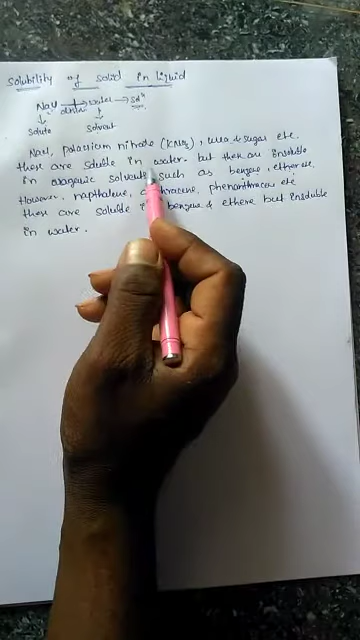 Solubility of solid in liquid
NaCl + water → Soln
Solute
Solvent
NaCl, potassium nitrate (KNO3), urea & sugar etc.
these are soluble in water. but then are insoluble
in organic solvents such as benzene, ether etc,
However, napthalene, anthracene, phenanthracene etc
these are soluble in benzene & ethere but insoluble
in water.